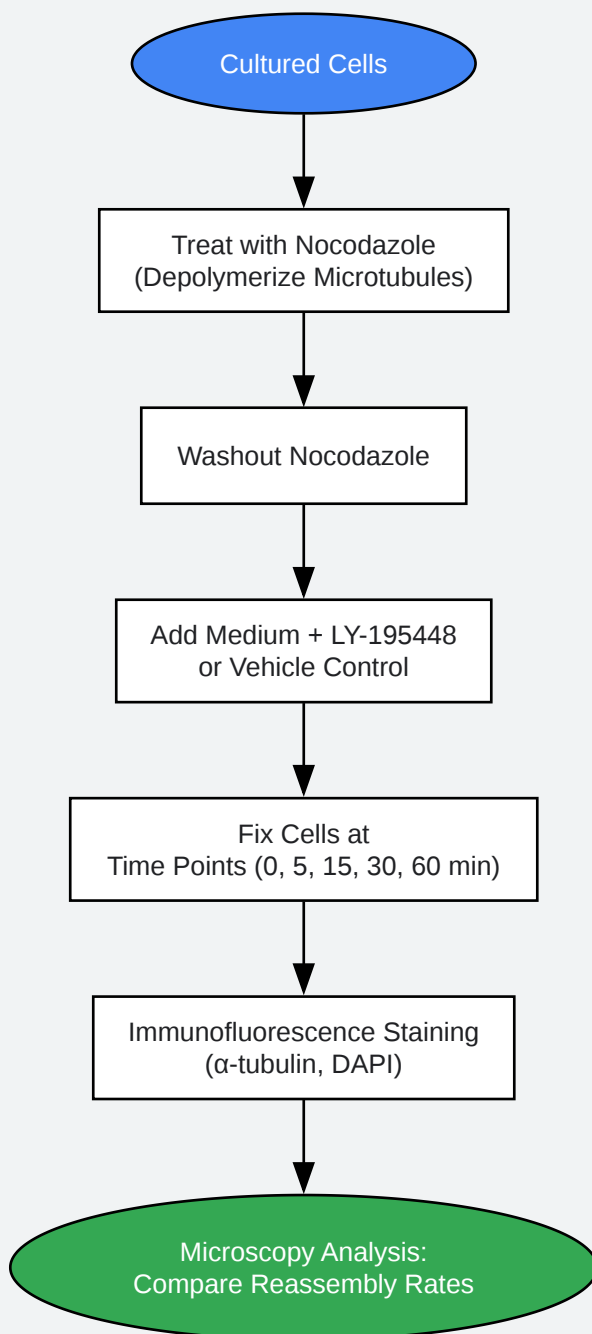 Cultured Cells
Treat with Nocodazole
(Depolymerize Microtubules)
Washout Nocodazole
Add Medium + LY-195448
or Vehicle Control
Fix Cells at
Time Points (0, 5, 15, 30, 60 min)
Immunofluorescence Staining
(α-tubulin, DAPI)
Microscopy Analysis:
Compare Reassembly Rates